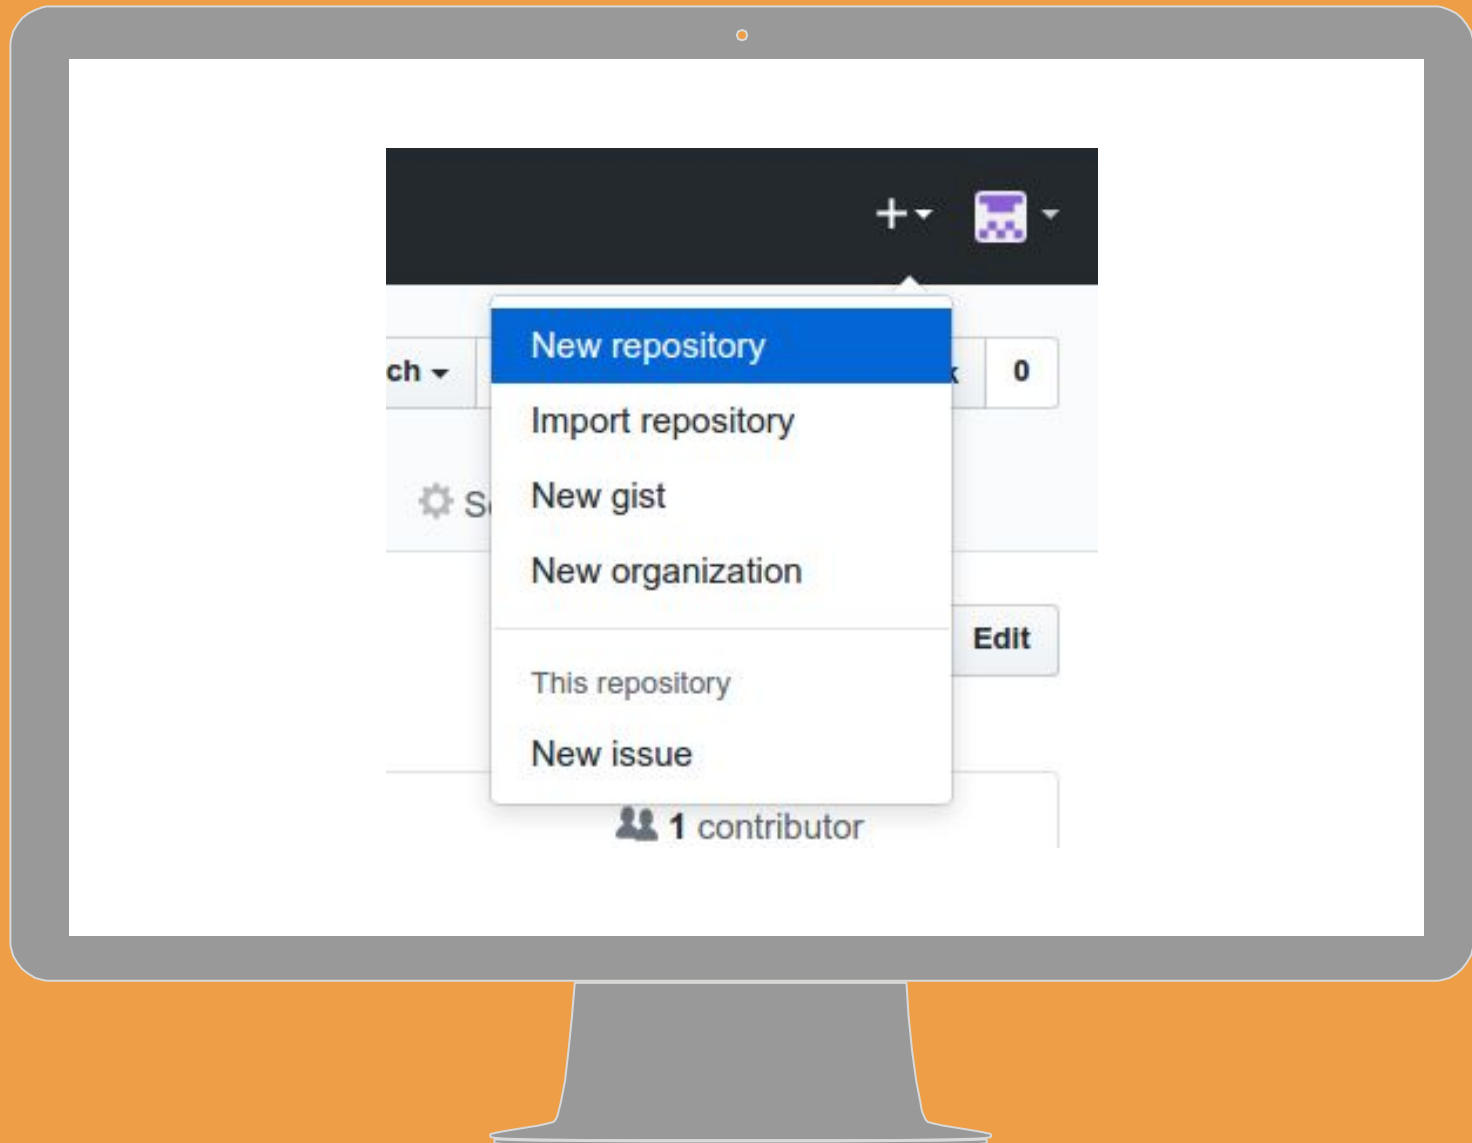 New repository
ch
0
Import repository
New gist
New organization
Edit
This repository
New issue
1 contributor